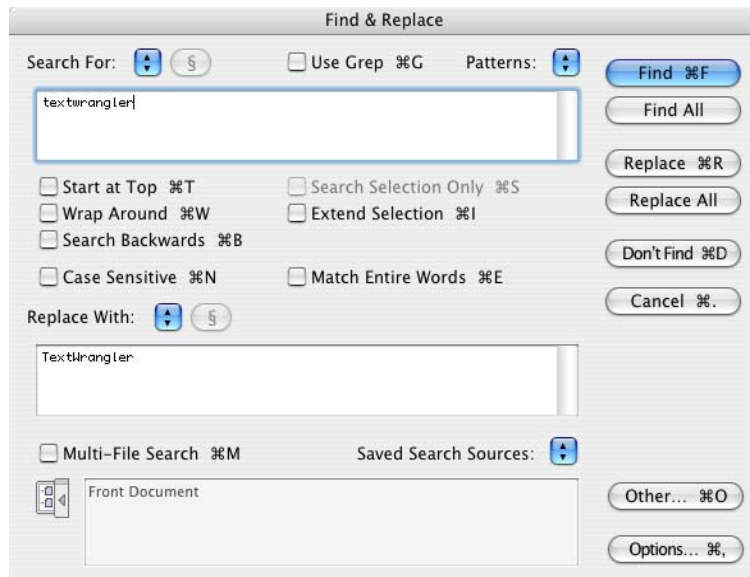 Find & Replace
Search For: § Use Grep ⌘G Patterns:
Find ⌘F
textwrangler
Find All
Replace ⌘R
Start at Top ⌘T Search Selection Only ⌘S
Replace All
Wrap Around ⌘W Extend Selection ⌘I
Search Backwards ⌘B
Don't Find ⌘D
Case Sensitive ⌘N Match Entire Words ⌘E
Cancel ⌘.
Replace With: §
TextWrangler
Multi-File Search ⌘M Saved Search Sources:
Front Document
Other... ⌘O
Options... ⌘,